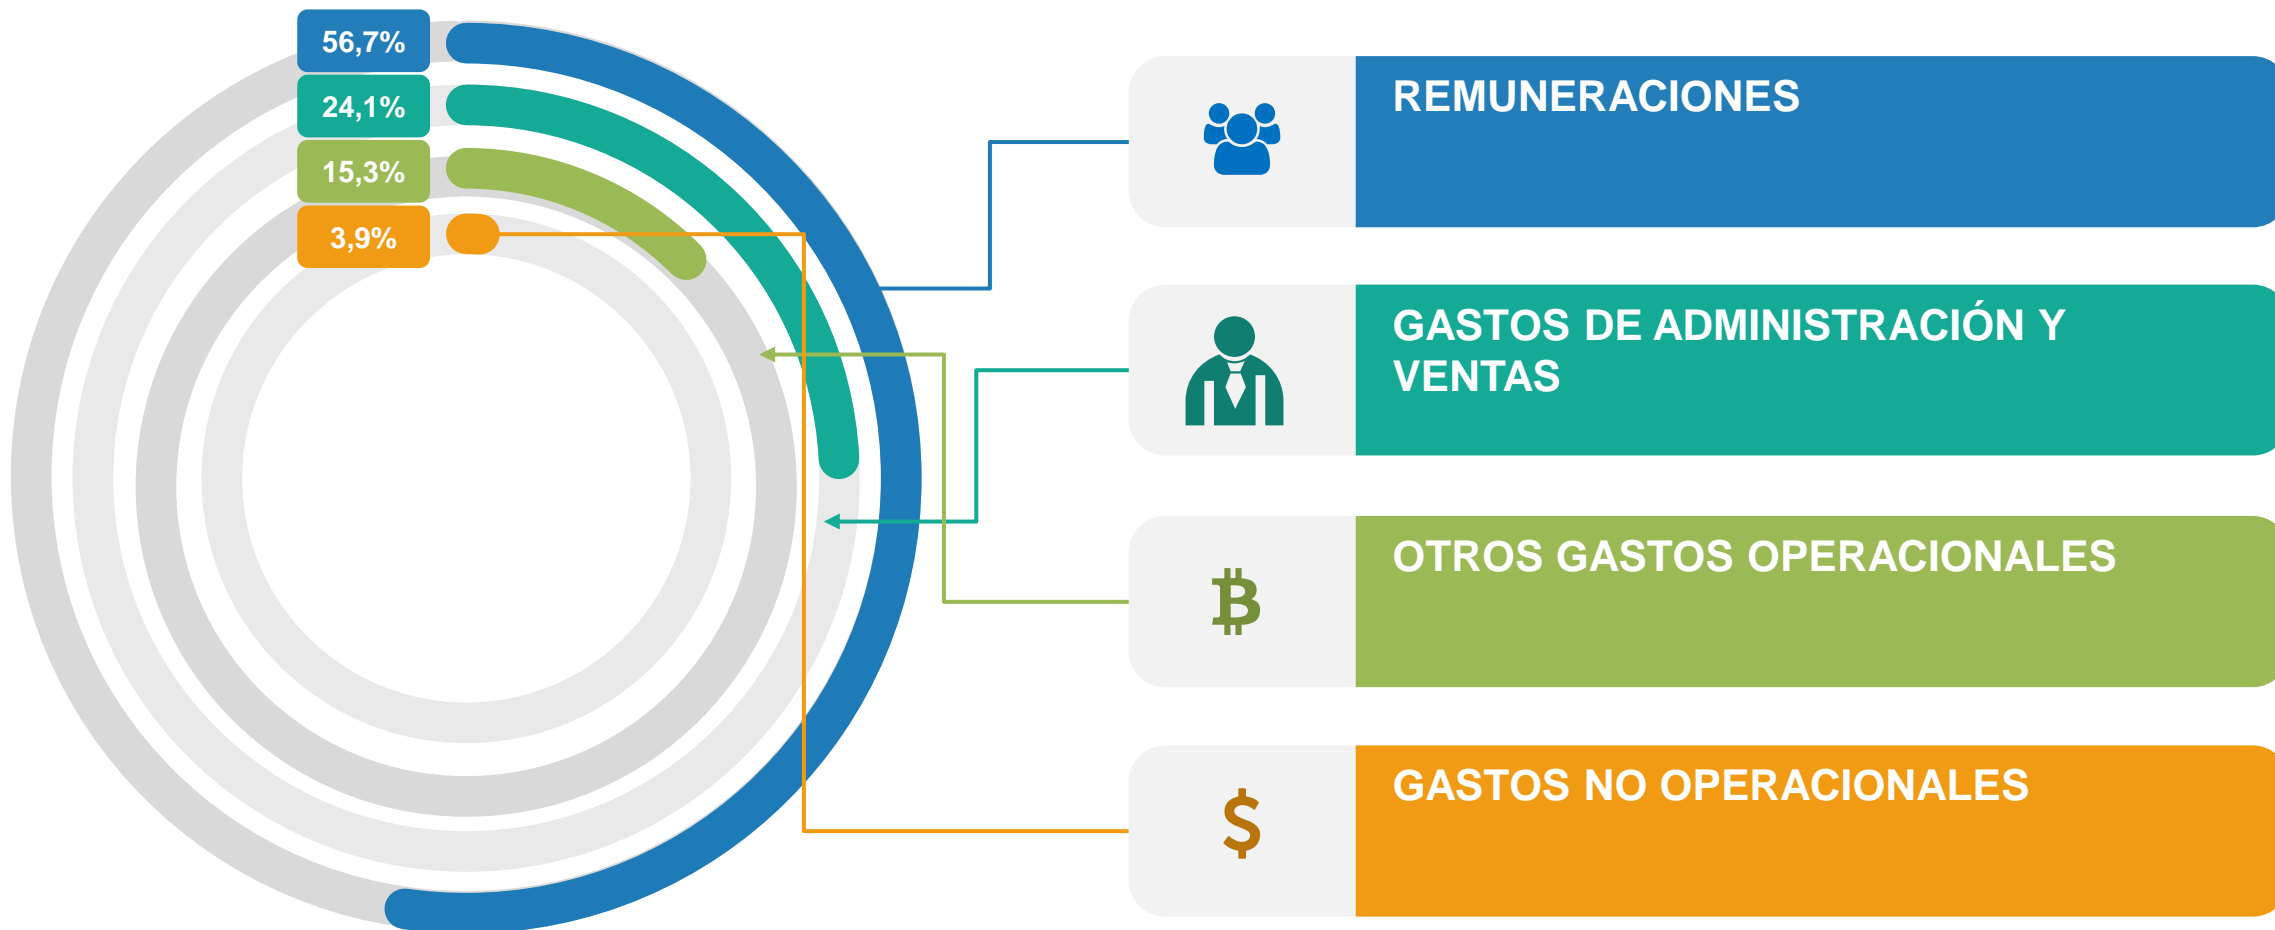 56,7%
24,1%
15,3%
3,9%
REMUNERACIONES
GASTOS DE ADMINISTRACIÓN Y
VENTAS
OTROS GASTOS OPERACIONALES
GASTOS NO OPERACIONALES